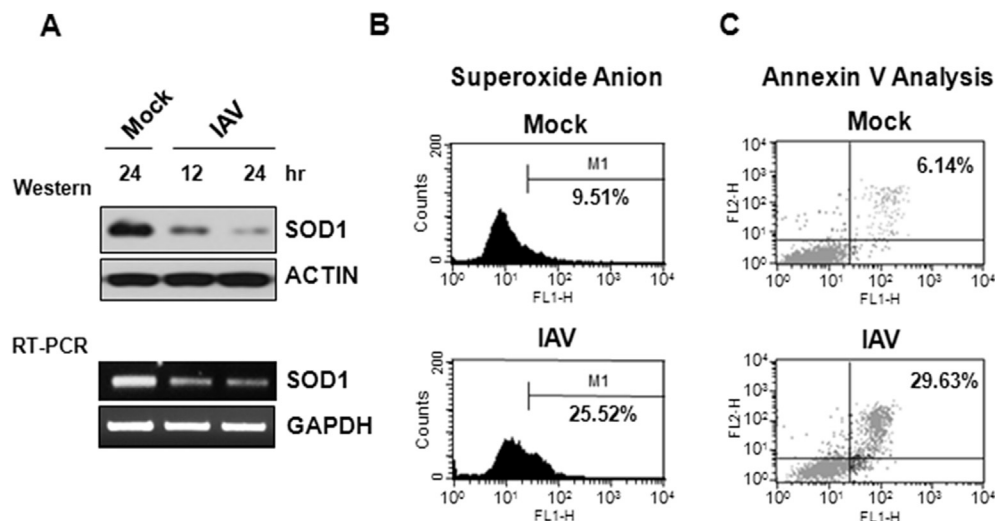 A
Mock
IAV
Western
24 12 24 hr
SOD1
ACTIN
RT-PCR
SOD1
GAPDH
B
Superoxide Anion
Mock
200
Counts
0
M1
9.51%
10⁰ 10¹ 10² 10³ 10⁴
FL1-H
IAV
200
Counts
0
M1
25.52%
10⁰ 10¹ 10² 10³ 10⁴
FL1-H
C
Annexin V Analysis
Mock
10⁴
10³
10²
10¹
10⁰
FL2-H
6.14%
10⁰ 10¹ 10² 10³ 10⁴
FL1-H
IAV
10⁴
10³
10²
10¹
10⁰
FL2-H
29.63%
10⁰ 10¹ 10² 10³ 10⁴
FL1-H